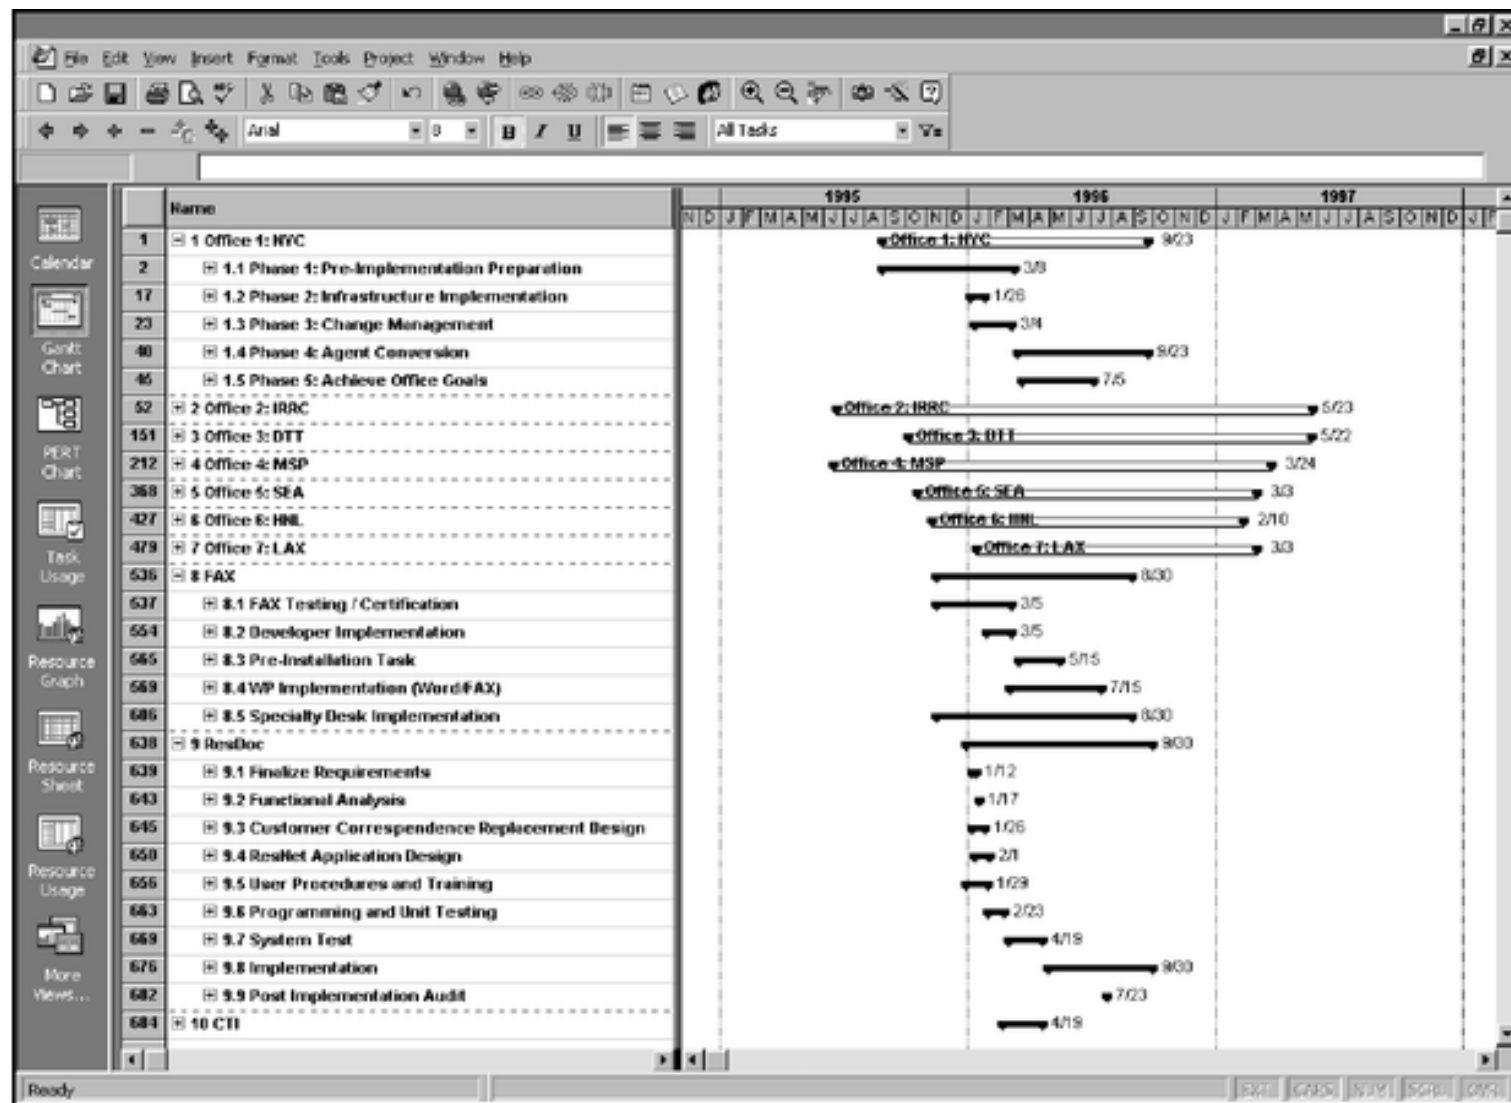 File Edit View Insert Format Tools Project Window Help
Arial 8 B I U All Tasks
Name
1995 1996 1997
N D J F M A M J J A S O N D J F M A M J J A S O N D J F M A M J J A S O N D J F
Calendar
Gantt
Chart
PERT
Chart
Task
Usage
Resource
Graph
Resource
Sheet
Resource
Usage
More
Views...
1 1 Office 1: NYC Office 1: NYC 9/23
2 1.1 Phase 1: Pre-Implementation Preparation 3/8
17 1.2 Phase 2: Infrastructure Implementation 1/26
23 1.3 Phase 3: Change Management 3/4
40 1.4 Phase 4: Agent Conversion 9/23
45 1.5 Phase 5: Achieve Office Goals 7/5
52 2 Office 2: IRRC Office 2: IRRC 5/23
151 3 Office 3: DTT Office 3: DTT 5/22
212 4 Office 4: MSP Office 4: MSP 3/24
368 5 Office 5: SEA Office 5: SEA 3/3
427 6 Office 6: HNL Office 6: HNL 2/10
479 7 Office 7: LAX Office 7: LAX 3/3
536 8 FAX 8/30
537 8.1 FAX Testing / Certification 3/5
554 8.2 Developer Implementation 3/5
565 8.3 Pre-Installation Task 5/15
569 8.4 WP Implementation (Word/FAX) 7/15
606 8.5 Specialty Desk Implementation 8/30
638 9 ResDoc 9/30
639 9.1 Finalize Requirements 1/12
643 9.2 Functional Analysis 1/17
645 9.3 Customer Correspendence Replacement Design 1/26
650 9.4 ResNet Application Design 2/1
656 9.5 User Procedures and Training 1/29
663 9.6 Programming and Unit Testing 2/23
669 9.7 System Test 4/19
676 9.8 Implementation 9/30
682 9.9 Post Implementation Audit 7/23
684 10 CTI 4/19
Ready EXT CAPS NUM SCRL OVR